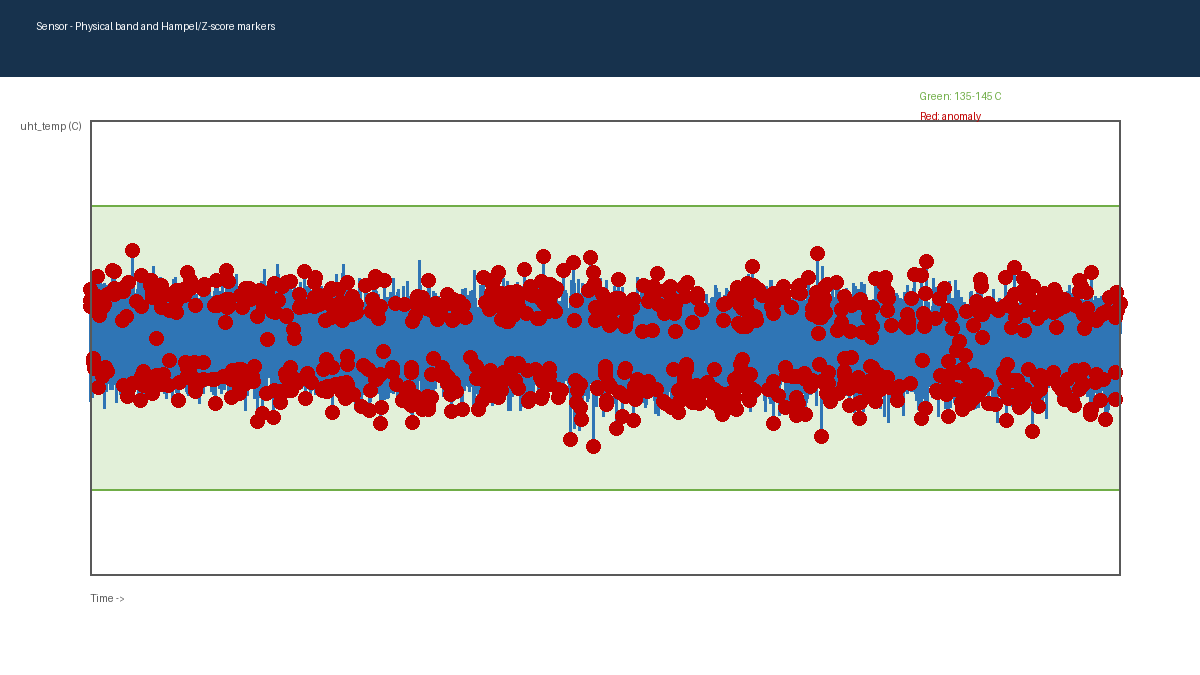 Sensor - Physical band and Hampel/Z-score markers
Green: 135-145 C
Red: anomaly
uht_temp (C)
Time ->